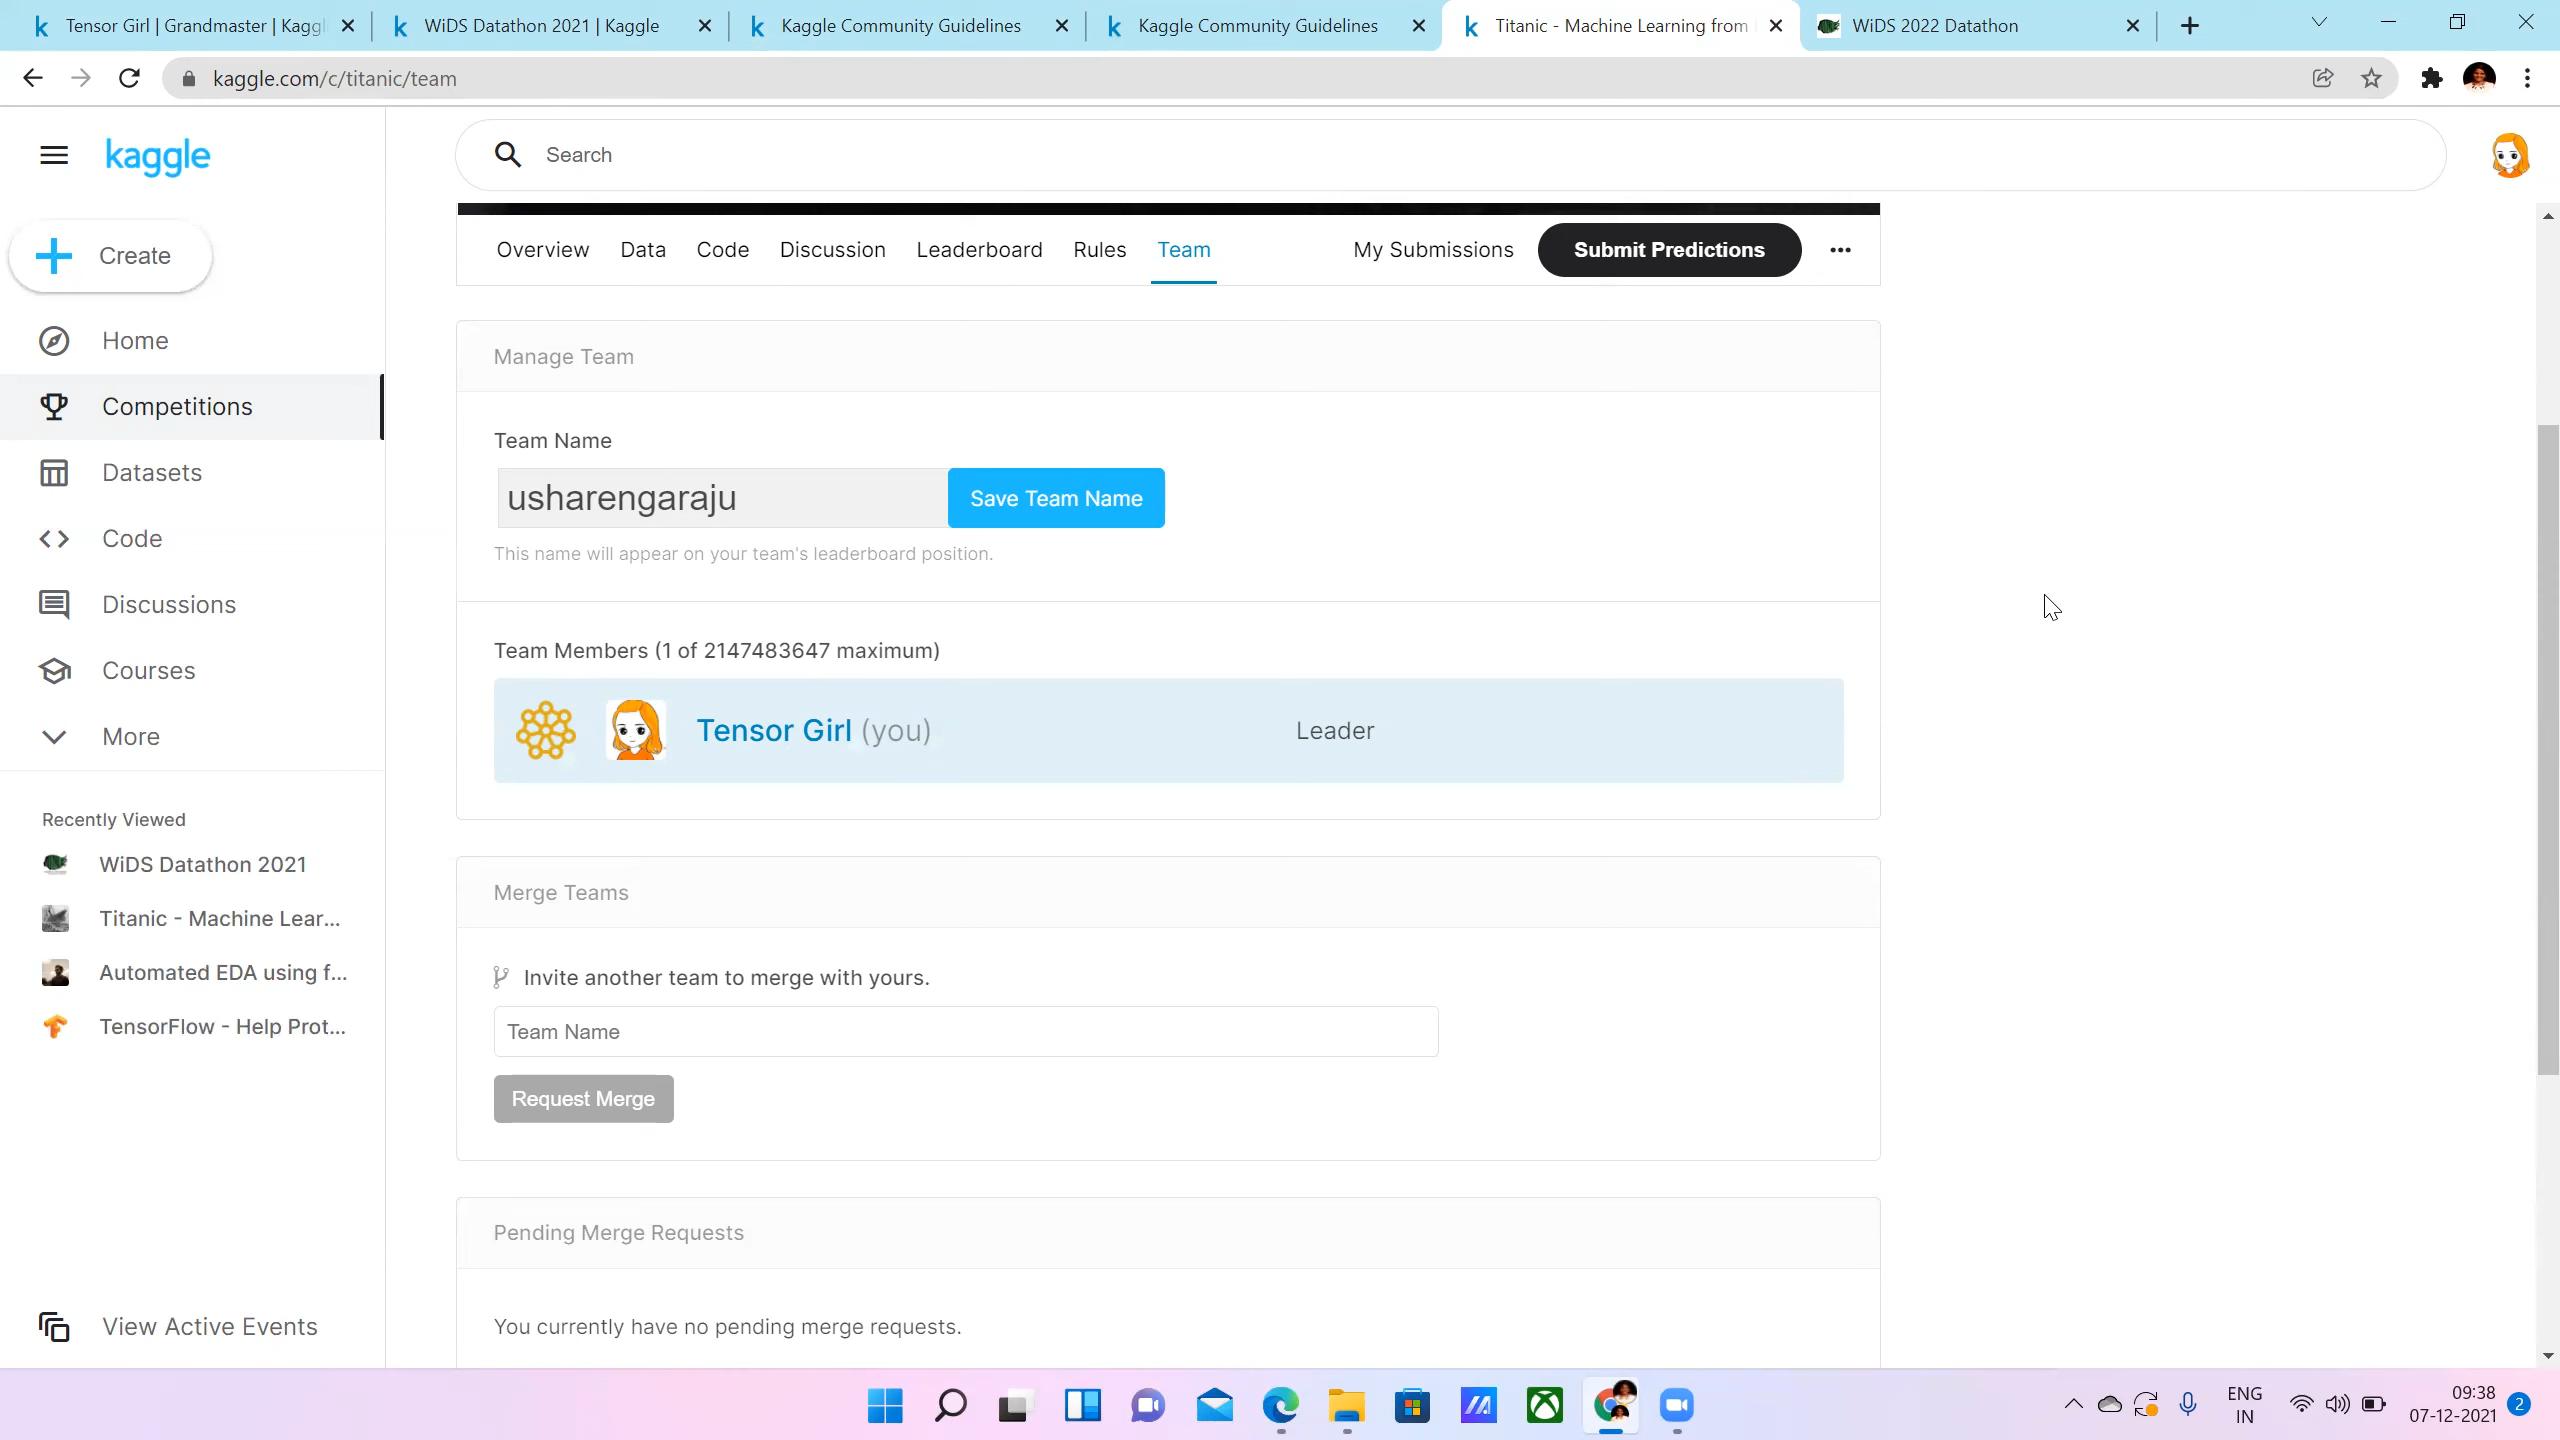 Tensor Girl | Grandmaster | Kaggl
WiDS Datathon 2021 | Kaggle
Kaggle Community Guidelines
Kaggle Community Guidelines
Titanic - Machine Learning from
WiDS 2022 Datathon
kaggle.com/c/titanic/team
kaggle
Search
Create
Home
Competitions
Datasets
Code
Discussions
Courses
More
Recently Viewed
WiDS Datathon 2021
Titanic - Machine Lear...
Automated EDA using f...
TensorFlow - Help Prot...
View Active Events
Overview Data Code Discussion Leaderboard Rules Team My Submissions Submit Predictions
Manage Team
Team Name
usharengaraju Save Team Name
This name will appear on your team's leaderboard position.
Team Members (1 of 2147483647 maximum)
Tensor Girl (you) Leader
Merge Teams
Invite another team to merge with yours.
Team Name
Request Merge
Pending Merge Requests
You currently have no pending merge requests.
ENG
IN
09:38
07-12-2021
2